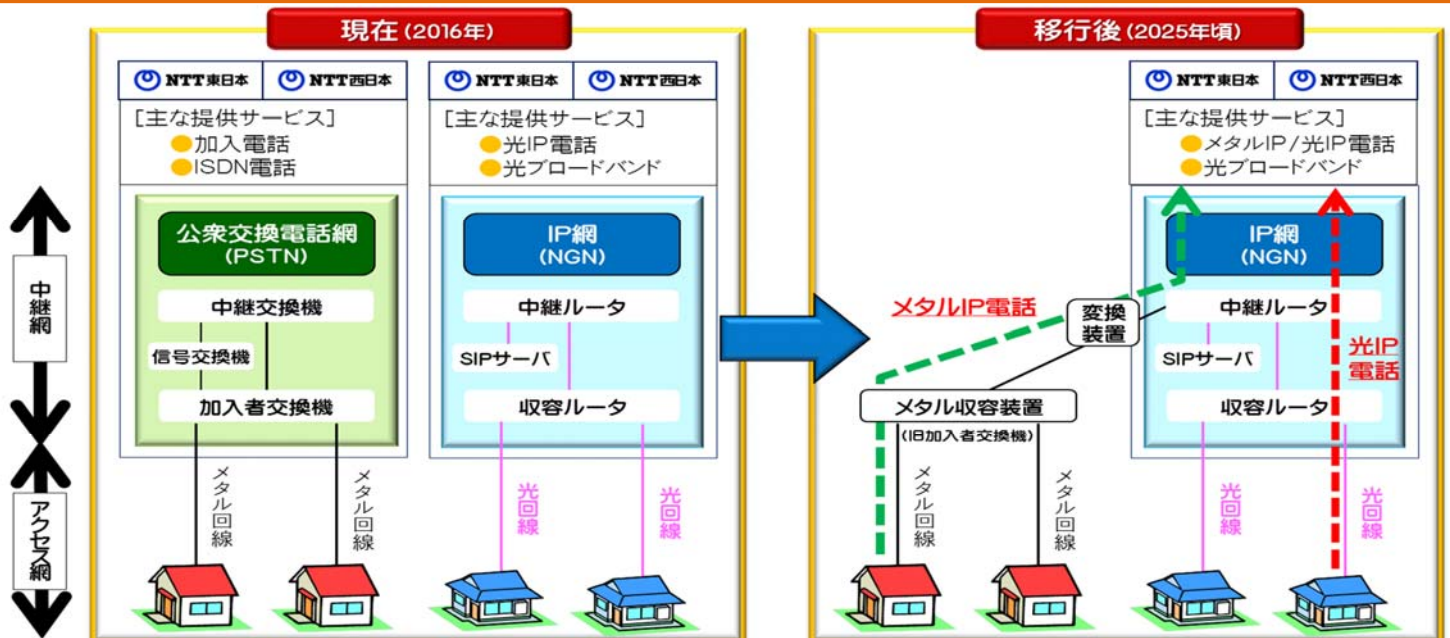 現在(2016年)
NTT東日本
NTT西日本
[主な提供サービス]
加入電話
ISDN電話
公衆交換電話網
(PSTN)
中継交換機
信号交換機
加入者交換機
メタル回線
メタル回線
NTT東日本
NTT西日本
[主な提供サービス]
光IP電話
光ブロードバンド
IP網
(NGN)
中継ルータ
SIPサーバ
収容ルータ
光回線
光回線
中継網
アクセス網
移行後(2025年頃)
NTT東日本
NTT西日本
[主な提供サービス]
メタルIP/光IP電話
光ブロードバンド
IP網
(NGN)
メタルIP電話
変換
装置
中継ルータ
SIPサーバ
光IP
電話
メタル収容装置
(旧加入者交換機)
収容ルータ
メタル回線
メタル回線
光回線
光回線